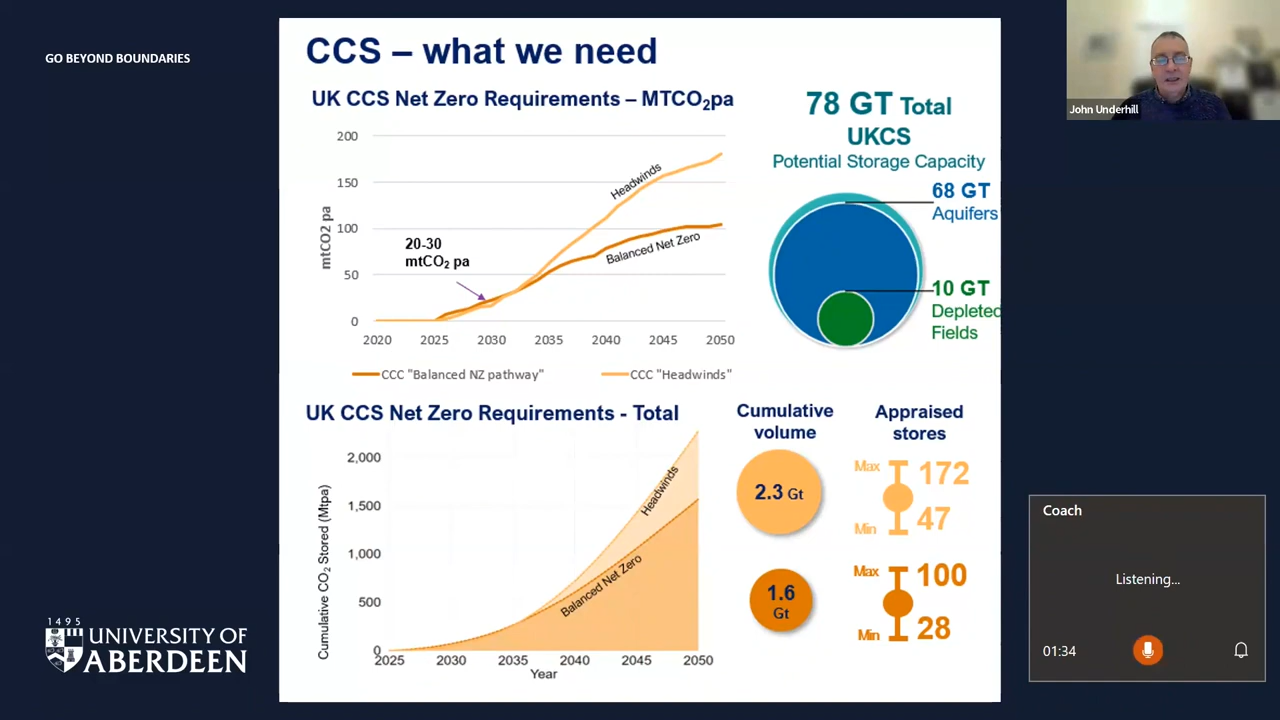 GO BEYOND BOUNDARIES
CCS – what we need
UK CCS Net Zero Requirements – MTCO₂pa
200
150
100
50
0
mtCO2 pa
20-30
mtCO₂ pa
Headwinds
Balanced Net Zero
2020 2025 2030 2035 2040 2045 2050
CCC "Balanced NZ pathway"
CCC "Headwinds"
78 GT Total
UKCS
Potential Storage Capacity
68 GT
Aquifers
10 GT
Depleted
Fields
UK CCS Net Zero Requirements - Total
2,000
1,500
1,000
500
0
Cumulative CO₂ Stored (Mtpa)
Headwinds
Balanced Net Zero
2025 2030 2035 2040 2045 2050
Year
Cumulative
volume
2.3 Gt
1.6
Gt
Appraised
stores
Max 172
Min 47
Max 100
Min 28
John Underhill
Coach
Listening...
01:34
1495
UNIVERSITY OF
ABERDEEN